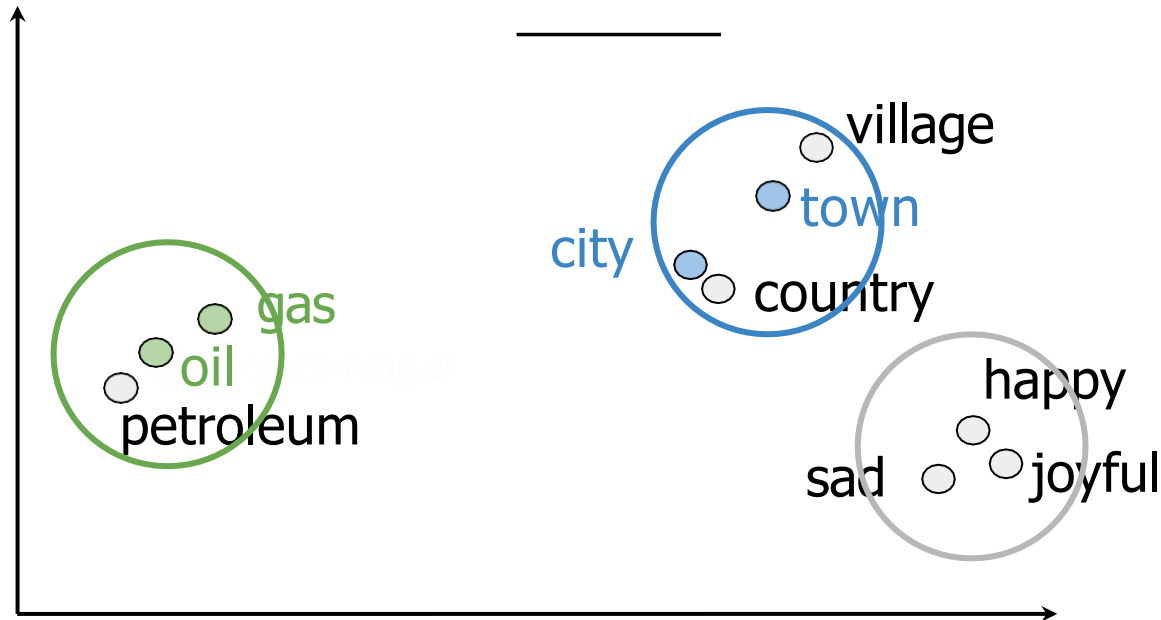 village
town
city
country
gas
oil
petroleum
happy
sad
joyful